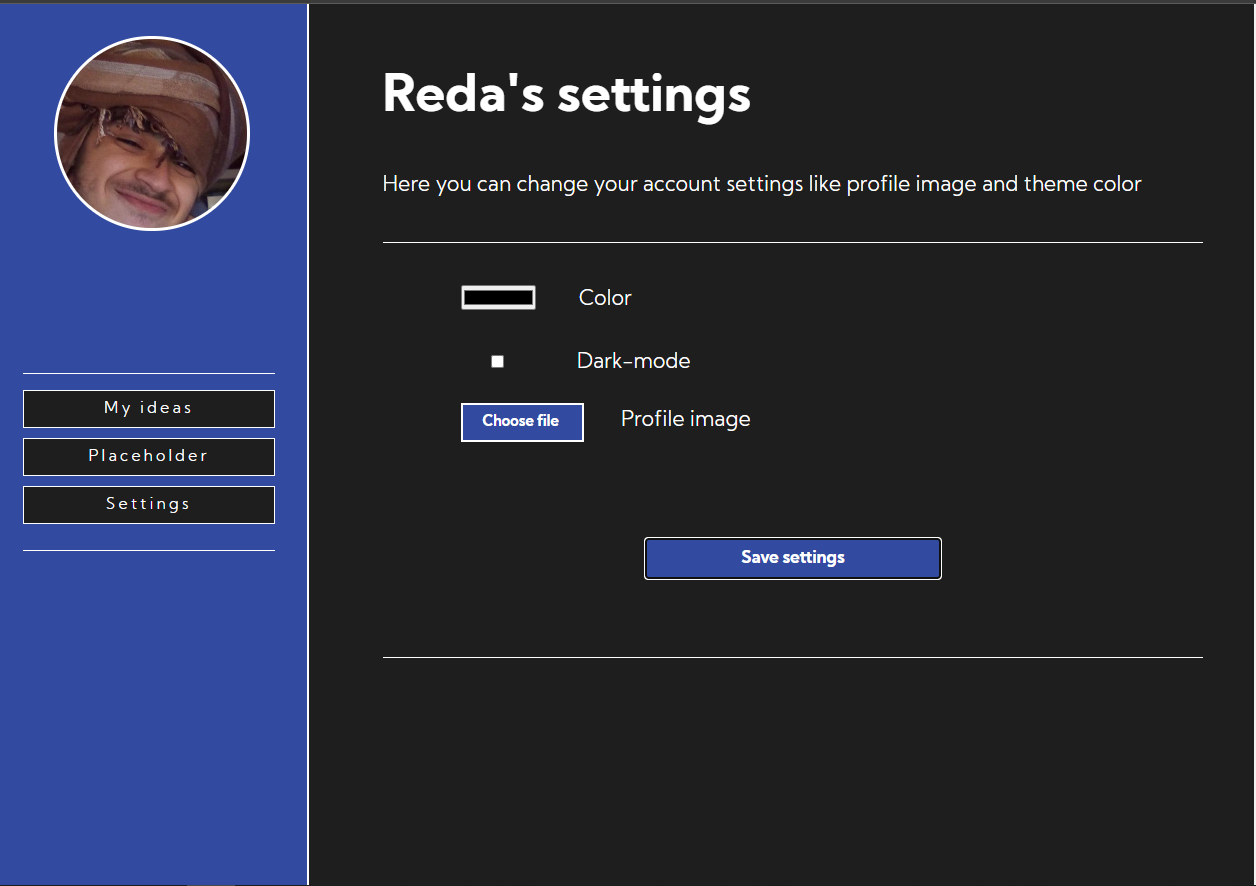 Reda's settings
Here you can change your account settings like profile image and theme color
Color
Dark-mode
Choose file Profile image
Save settings
My ideas
Placeholder
Settings